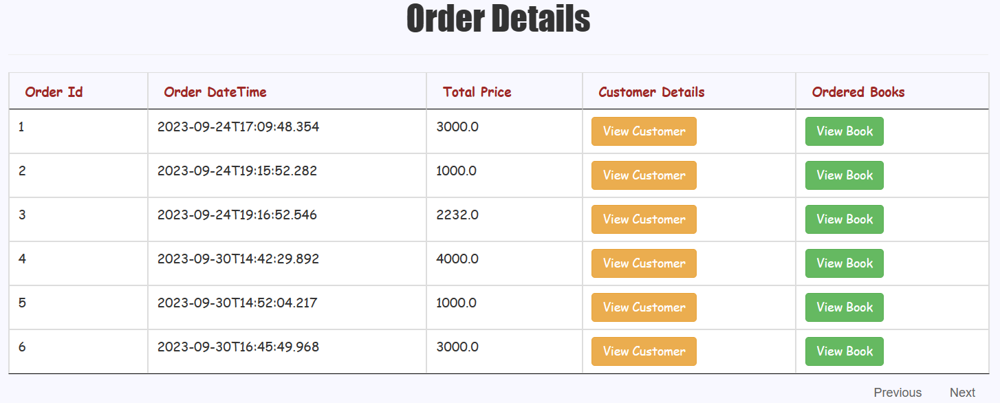 Order Details
Order Id Order DateTime Total Price Customer Details Ordered Books
1 2023-09-24T17:09:48.354 3000.0 View Customer View Book
2 2023-09-24T19:15:52.282 1000.0 View Customer View Book
3 2023-09-24T19:16:52.546 2232.0 View Customer View Book
4 2023-09-30T14:42:29.892 4000.0 View Customer View Book
5 2023-09-30T14:52:04.217 1000.0 View Customer View Book
6 2023-09-30T16:45:49.968 3000.0 View Customer View Book
Previous Next